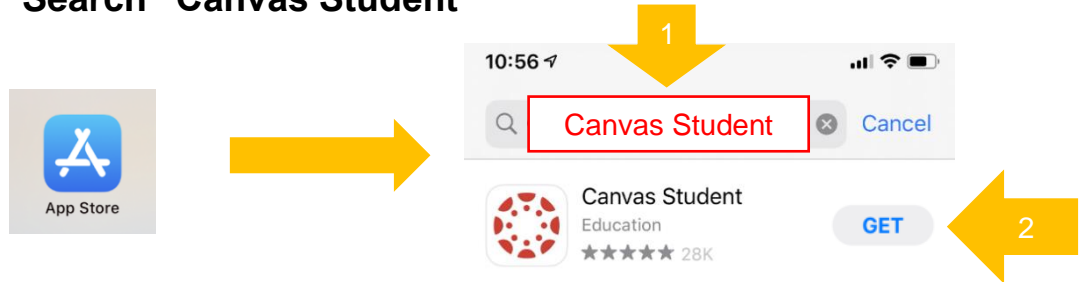 Search "Canvas Student
1
10:56
Canvas Student
Cancel
App Store
Canvas Student
Education
28K
GET
2